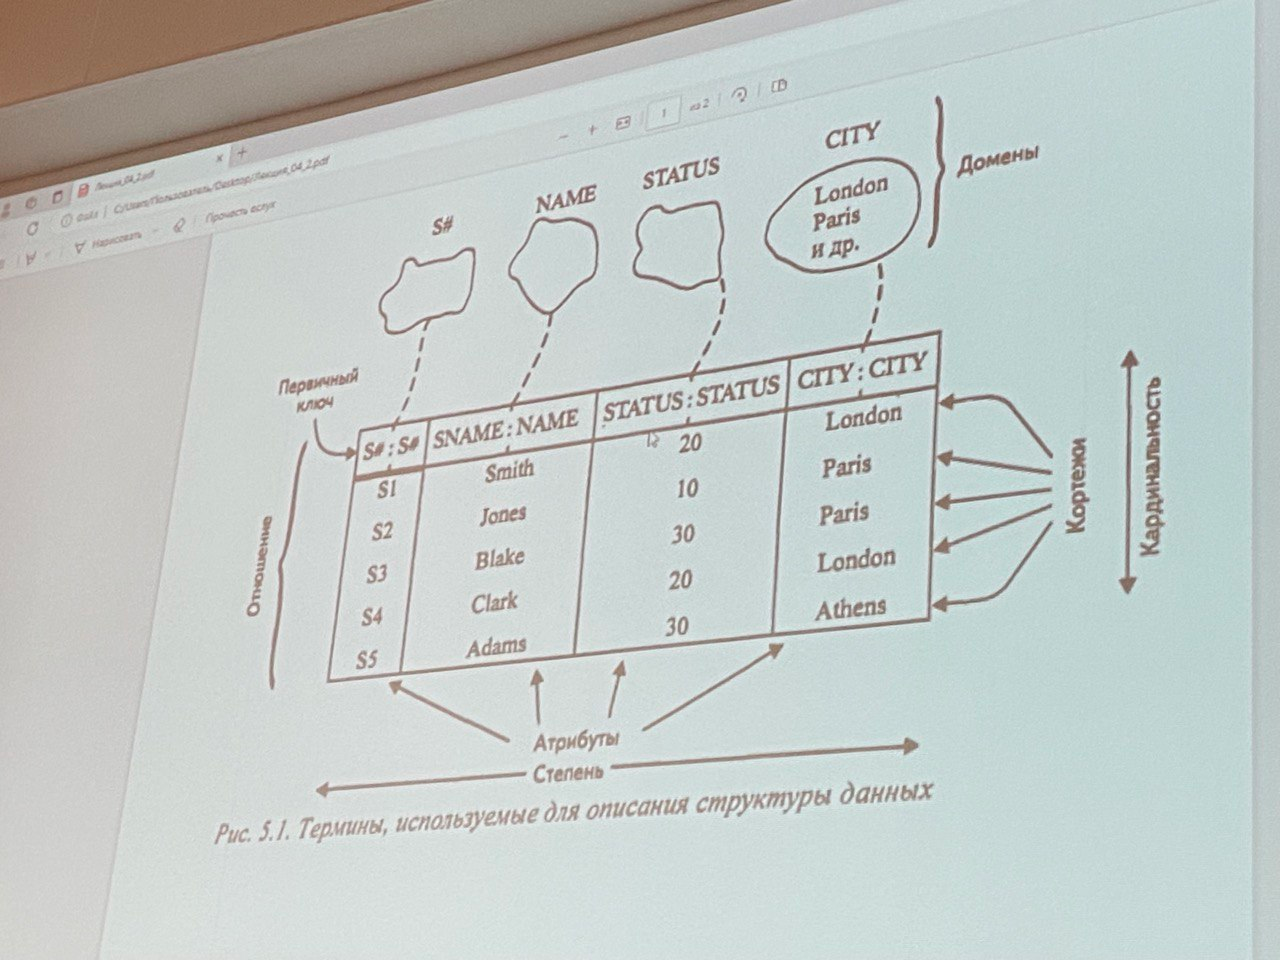 Лекция_04_2.pdf
Файл | C:/Users/Пользователь/Desktop/Лекция_04_2.pdf
Нарисовать
Прочесть вслух
1 из 2
S#
NAME
STATUS
CITY
London
Paris
и др.
Домены
Первичный
ключ
S# : S# SNAME : NAME STATUS : STATUS CITY : CITY
S1 Smith 20 London
S2 Jones 10 Paris
S3 Blake 30 Paris
S4 Clark 20 London
S5 Adams 30 Athens
Отношение
Кортежи
Кардинальность
Атрибуты
Степень
Рис. 5.1. Термины, используемые для описания структуры данных